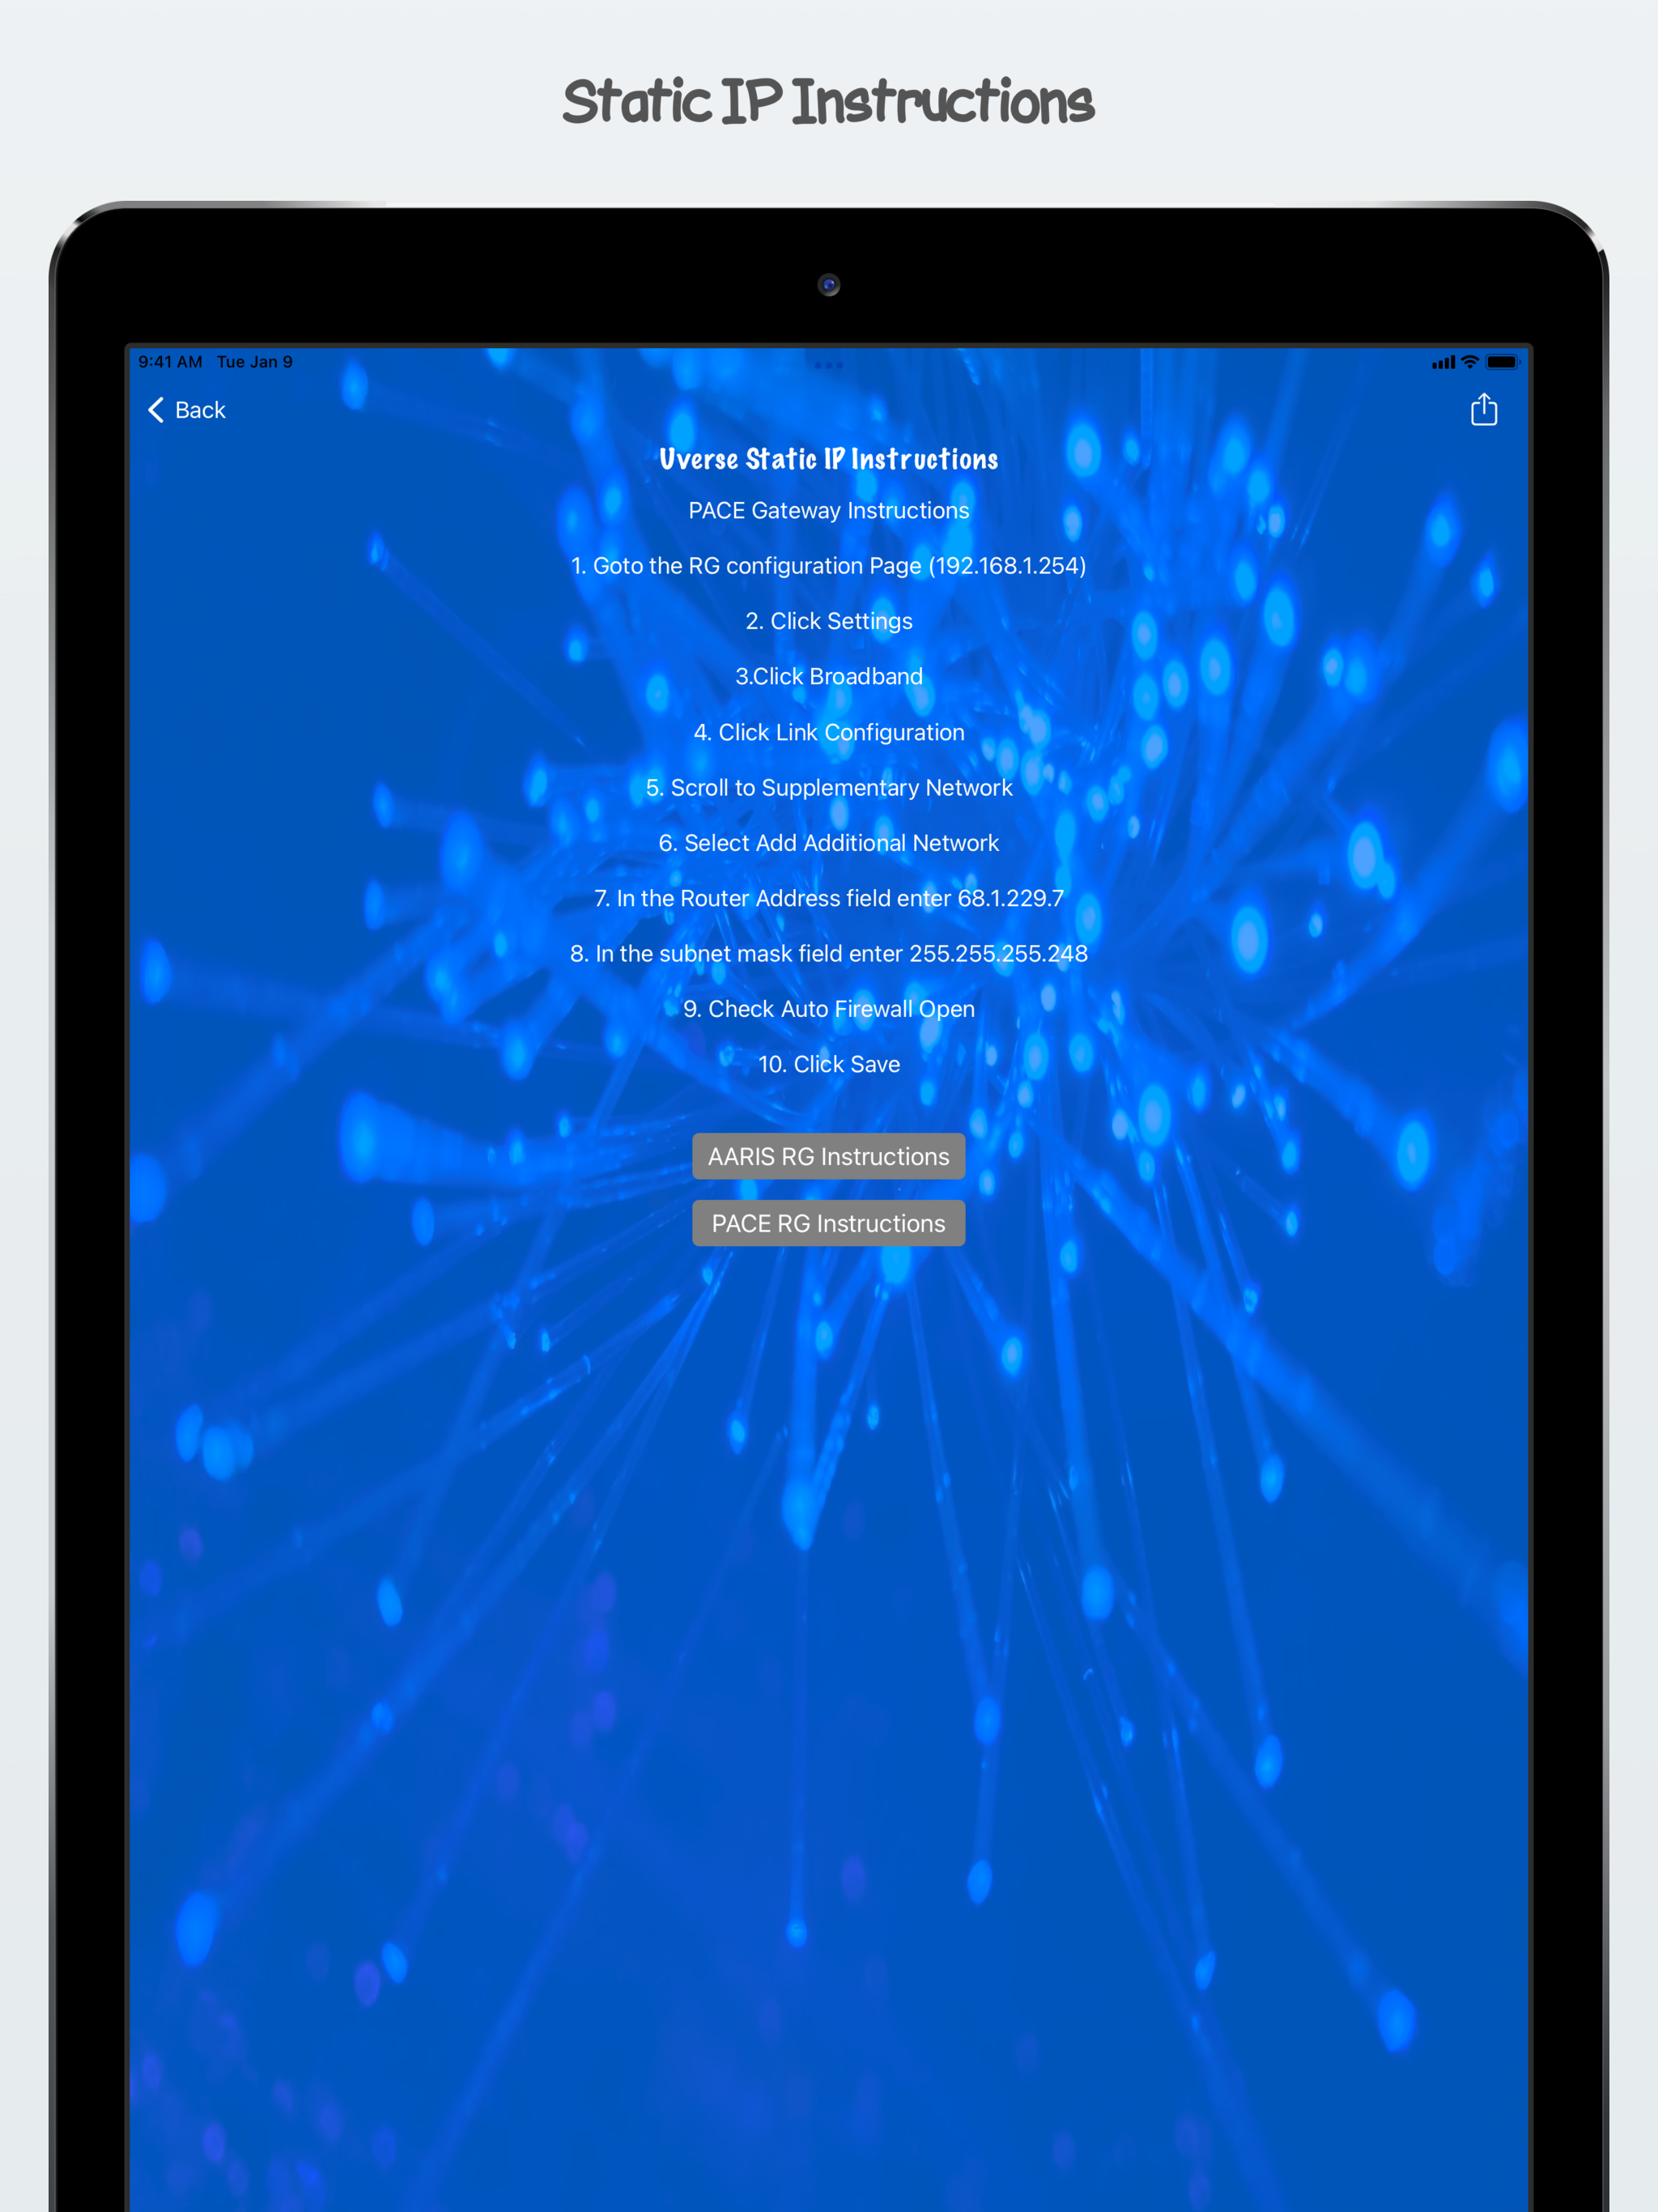 Static IP Instructions
9:41 AM Tue Jan 9
Back
Uverse Static IP Instructions
PACE Gateway Instructions
1. Goto the RG configuration Page (192.168.1.254)
2. Click Settings
3.Click Broadband
4. Click Link Configuration
5. Scroll to Supplementary Network
6. Select Add Additional Network
7. In the Router Address field enter 68.1.229.7
8. In the subnet mask field enter 255.255.255.248
9. Check Auto Firewall Open
10. Click Save
AARIS RG Instructions
PACE RG Instructions